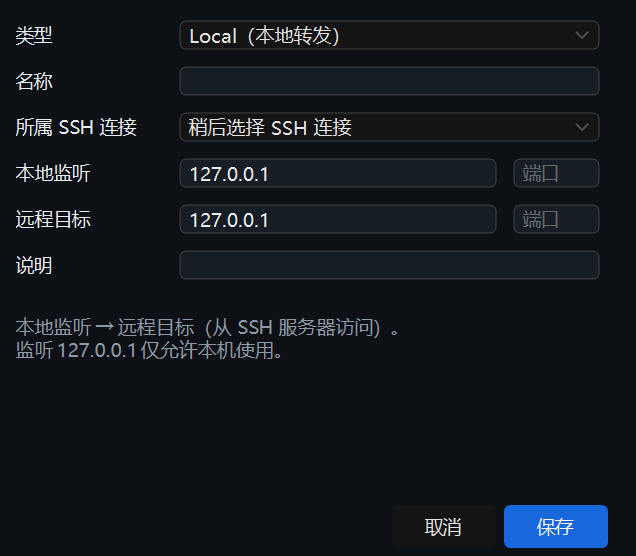 类型 Local（本地转发）
名称
所属 SSH 连接 稍后选择 SSH 连接
本地监听 127.0.0.1 端口
远程目标 127.0.0.1 端口
说明
本地监听 → 远程目标（从 SSH 服务器访问）。
监听 127.0.0.1 仅允许本机使用。
取消 保存